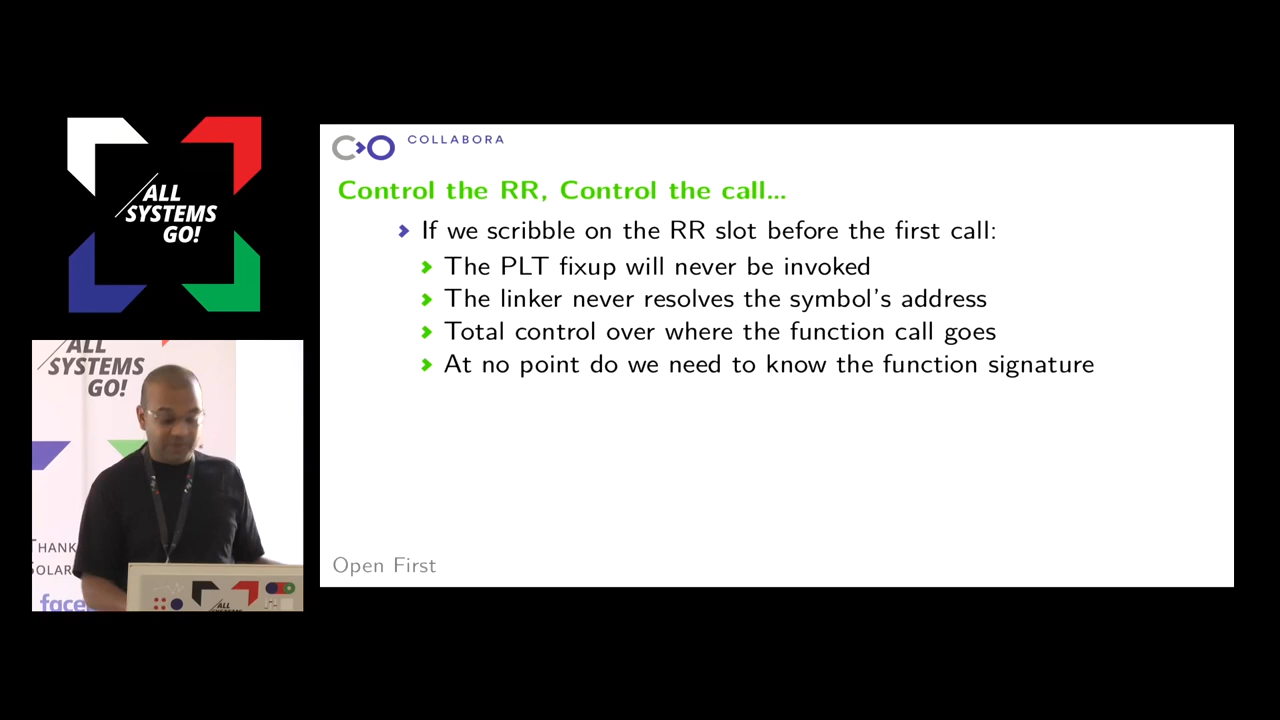 ALL
SYSTEMS
GO!
COLLABORA
Control the RR, Control the call...
If we scribble on the RR slot before the first call:
The PLT fixup will never be invoked
The linker never resolves the symbol's address
Total control over where the function call goes
At no point do we need to know the function signature
Open First
ALL
SYSTEMS
GO!
THANK
SOLAR
face
ALL